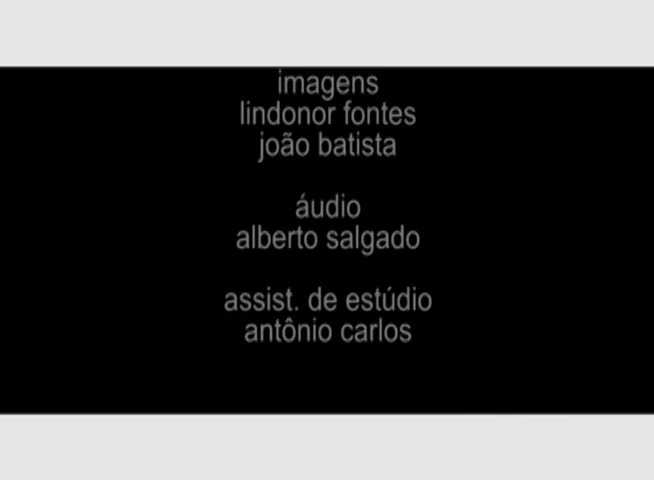 imagens
lindonor fontes
joão batista
áudio
alberto salgado
assist. de estúdio
antônio carlos